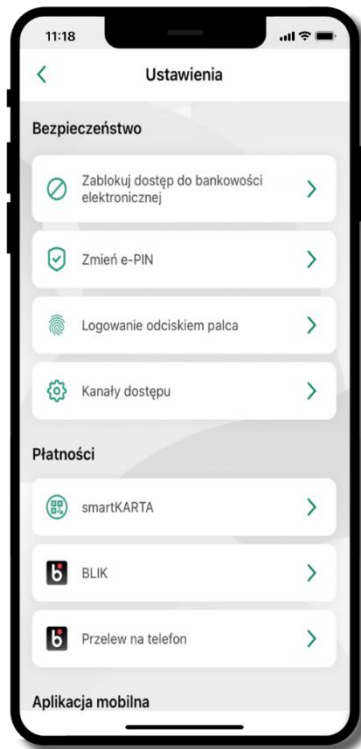 11:18
Ustawienia
Bezpieczeństwo
Zablokuj dostęp do bankowości
elektronicznej
Zmień e-PIN
Logowanie odciskiem palca
Kanały dostępu
Płatności
smartKARTA
BLIK
Przelew na telefon
Aplikacja mobilna